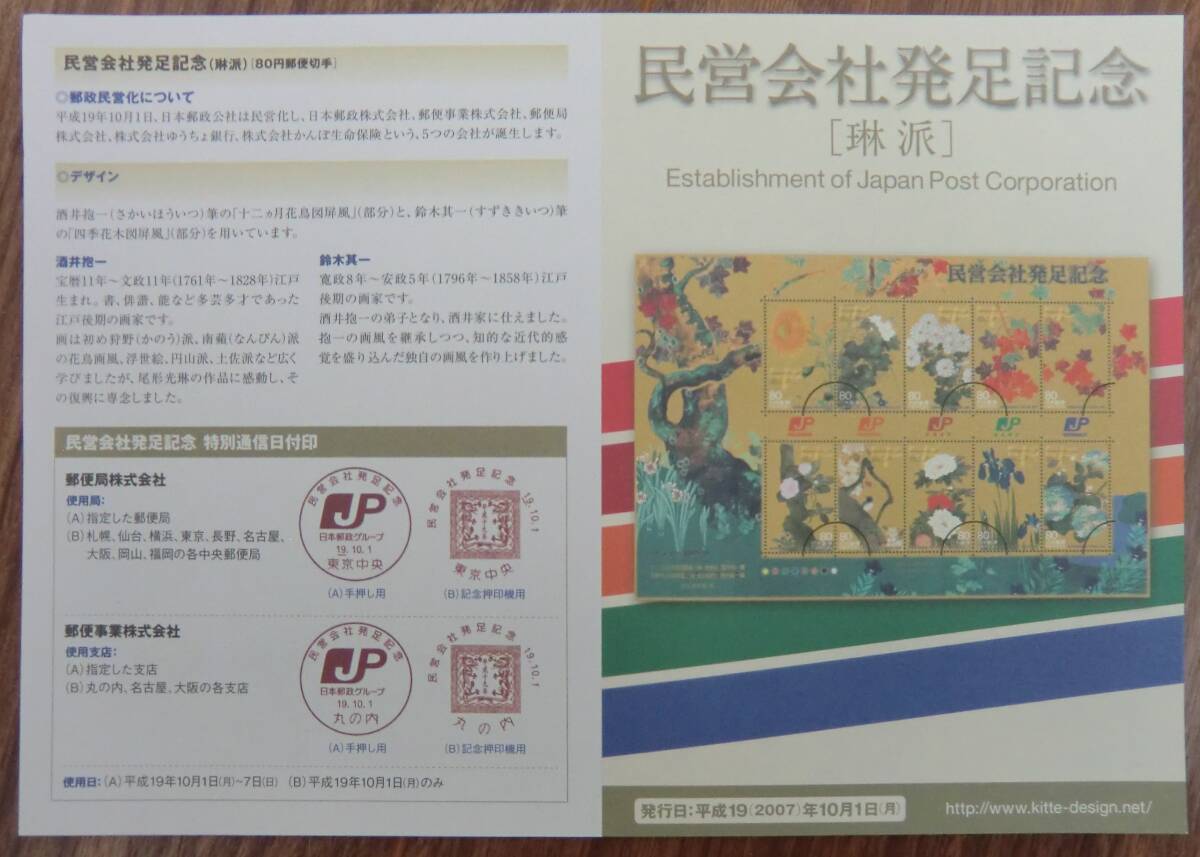 民営会社発足記念(琳派)[80円郵便切手]
◎郵政民営化について
平成19年10月1日、日本郵政公社は民営化し、日本郵政株式会社、郵便事業株式会社、郵便局
株式会社、株式会社ゆうちょ銀行、株式会社かんぽ生命保険という、5つの会社が誕生します。
◎デザイン
酒井抱一(さかいほういつ)筆の「十二ヵ月花鳥図屏風」(部分)と、鈴木其一(すずききいつ)筆
の「四季花木図屏風」(部分)を用いています。
酒井抱一
宝暦11年~文政11年(1761年~1828年)江戸
生まれ。書、俳諧、能など多芸多才であった
江戸後期の画家です。
画は初め狩野(かのう)派、南蘋(なんぴん)派
の花鳥画風、浮世絵、円山派、土佐派など広く
学びましたが、尾形光琳の作品に感動し、そ
の復興に専念しました。
鈴木其一
寛政8年~安政5年(1796年~1858年)江戸
後期の画家です。
酒井抱一の弟子となり、酒井家に仕えました。
抱一の画風を継承しつつ、知的な近代的感
覚を盛り込んだ独自の画風を作り上げました。
民営会社発足記念 特別通信日付印
郵便局株式会社
使用局:
(A)指定した郵便局
(B)札幌、仙台、横浜、東京、長野、名古屋、
大阪、岡山、福岡の各中央郵便局
民営会社発足記念
JP
日本郵政グループ
19.10.1
東京中央
(A)手押し用
民営会社発足記念
19.10.1
東京中央
(B)記念押印機用
郵便事業株式会社
使用支店:
(A)指定した支店
(B)丸の内、名古屋、大阪の各支店
民営会社発足記念
JP
日本郵政グループ
19.10.1
丸の内
(A)手押し用
民営会社発足記念
19.10.1
丸の内
(B)記念押印機用
使用日:(A)平成19年10月1日(月)~7日(日) (B)平成19年10月1日(月)のみ
民営会社発足記念
[琳派]
Establishment of Japan Post Corporation
民営会社発足記念
80 80 80 80 80
JP JP JP JP JP
80 80 80 80 80
発行日:平成19(2007)年10月1日(月)
http://www.kitte-design.net/